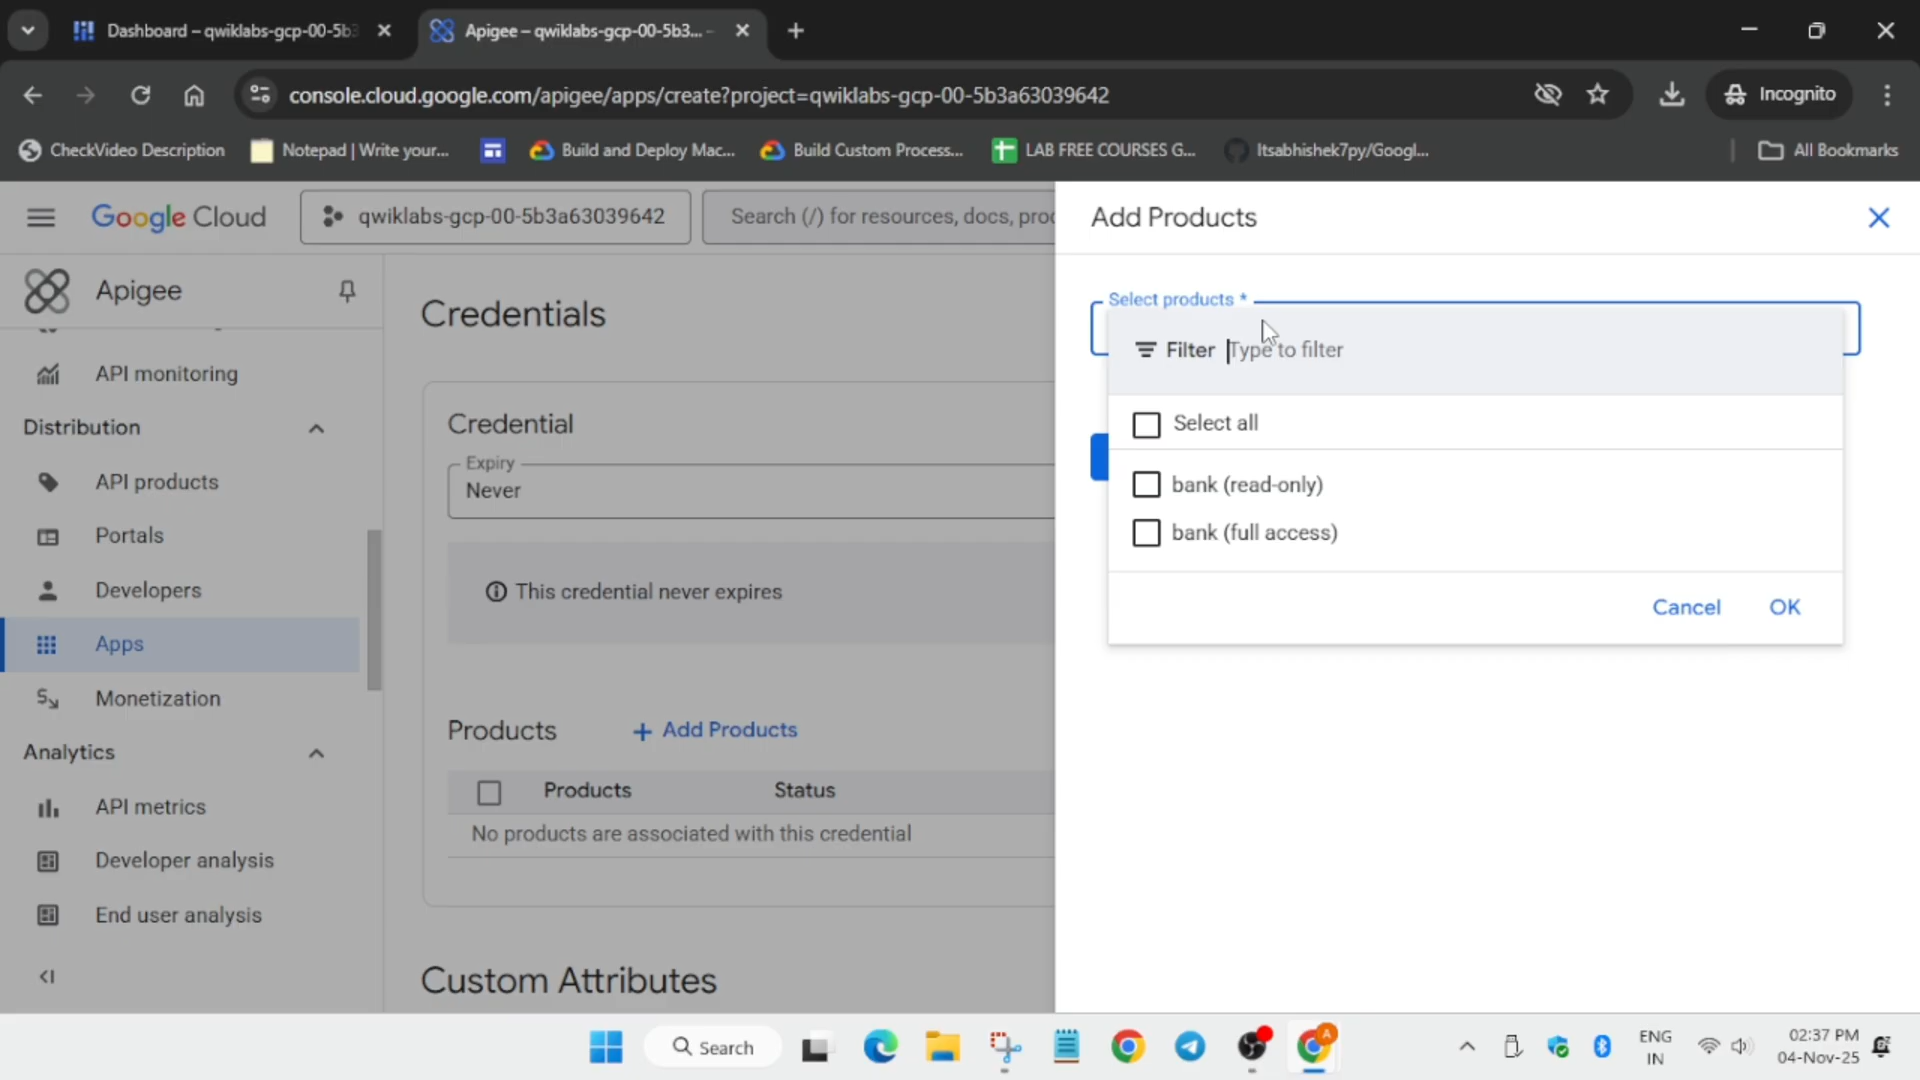 Dashboard – qwiklabs-gcp-00-5b3
Apigee – qwiklabs-gcp-00-5b3... –
console.cloud.google.com/apigee/apps/create?project=qwiklabs-gcp-00-5b3a63039642
Incognito
CheckVideo Description
Notepad | Write your...
Build and Deploy Mac...
Build Custom Process...
LAB FREE COURSES G...
Itsabhishek7py/Googl...
All Bookmarks
Google Cloud
qwiklabs-gcp-00-5b3a63039642
Search (/) for resources, docs, prod
Apigee
API monitoring
Distribution
API products
Portals
Developers
Apps
Monetization
Analytics
API metrics
Developer analysis
End user analysis
Credentials
Credential
Expiry
Never
This credential never expires
Products
+ Add Products
Products
Status
No products are associated with this credential
Custom Attributes
Add Products
Select products *
Filter
Type to filter
Select all
bank (read-only)
bank (full access)
Cancel
OK
Search
A
ENG
IN
02:37 PM
04-Nov-25